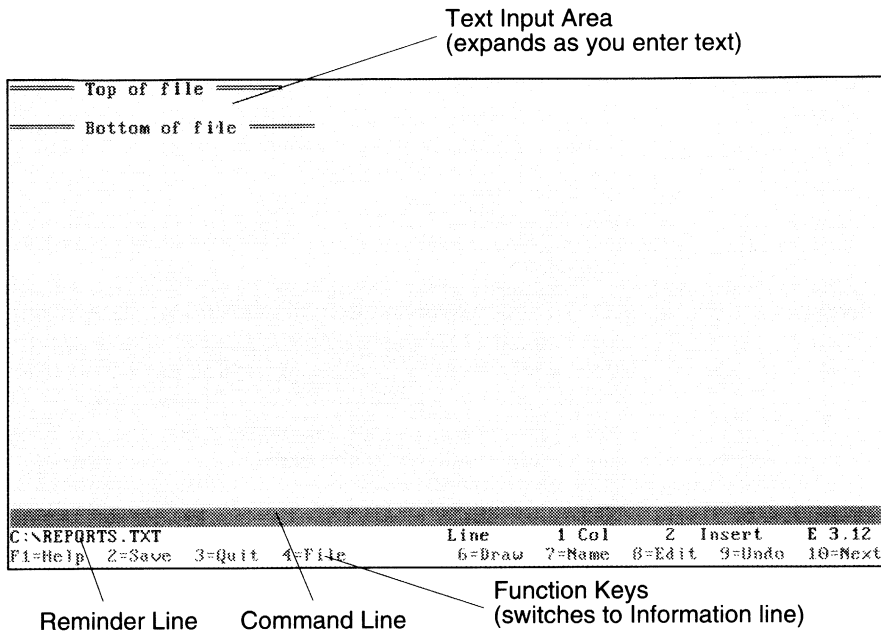 Text Input Area
(expands as you enter text)
Top of file
Bottom of file
C:\REPORTS.TXT Line 1 Col 2 Insert E 3.12
F1=Help 2=Save 3=Quit 4=File 6=Draw 7=Name 8=Edit 9=Undo 10=Next
Function Keys
(switches to Information line)
Reminder Line Command Line